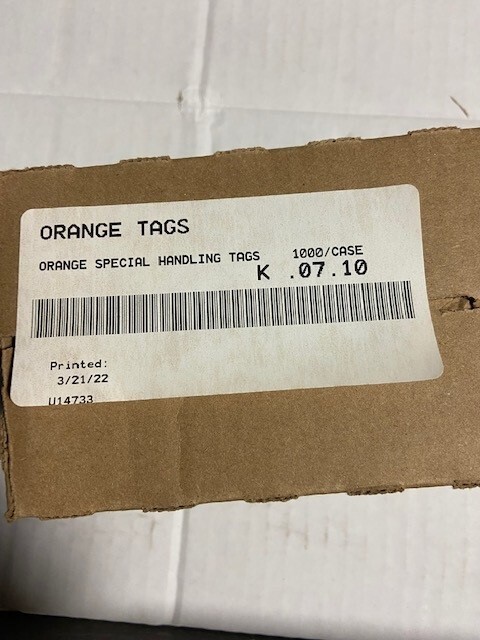 ORANGE TAGS
ORANGE SPECIAL HANDLING TAGS 1000/CASE
K .07.10
Printed:
3/21/22
U14733